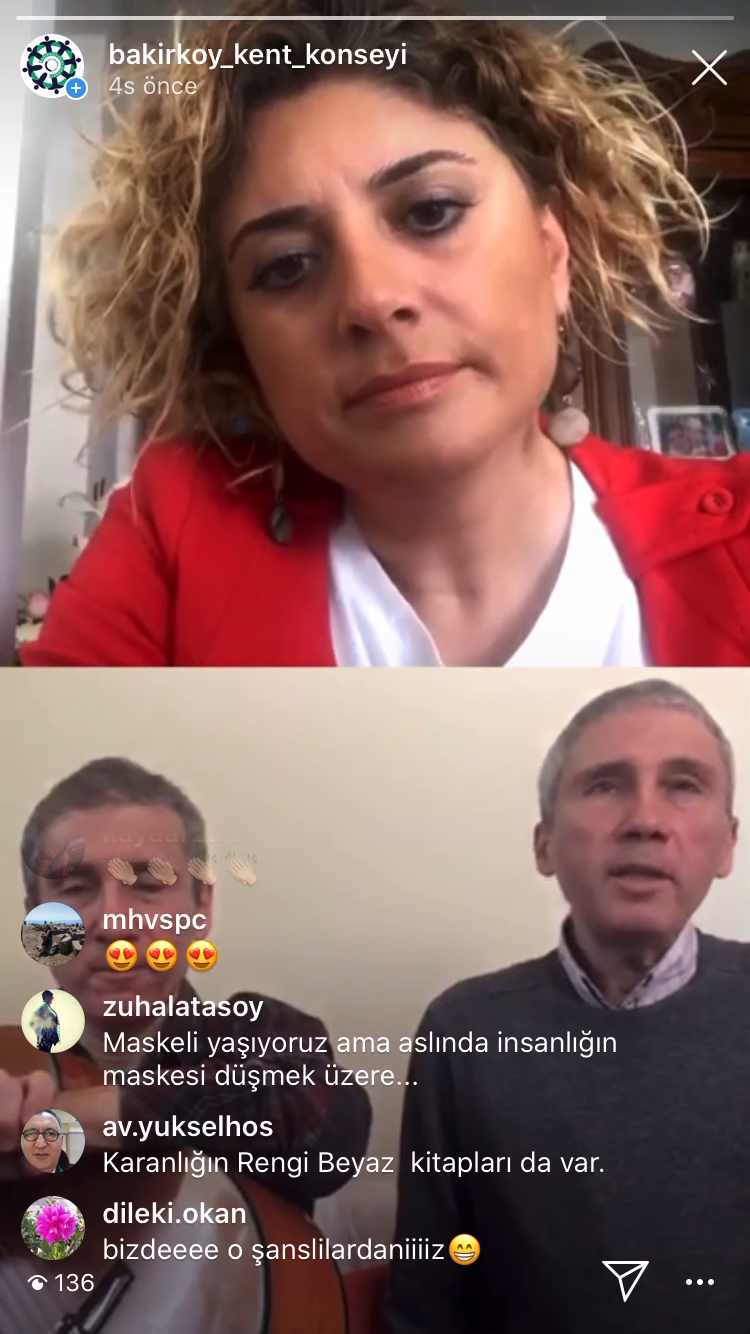 bakirkoy_kent_konseyi
4s önce
👏🏻 👏🏻 👏🏻 👏🏻
mhvspc
😍 😍 😍
zuhalatasoy
Maskeli yaşıyoruz ama aslında insanlığın
maskesi düşmek üzere...
av.yukselhos
Karanlığın Rengi Beyaz kitapları da var.
dileki.okan
bizdeeee o şanslilardaniiiiz😁
136